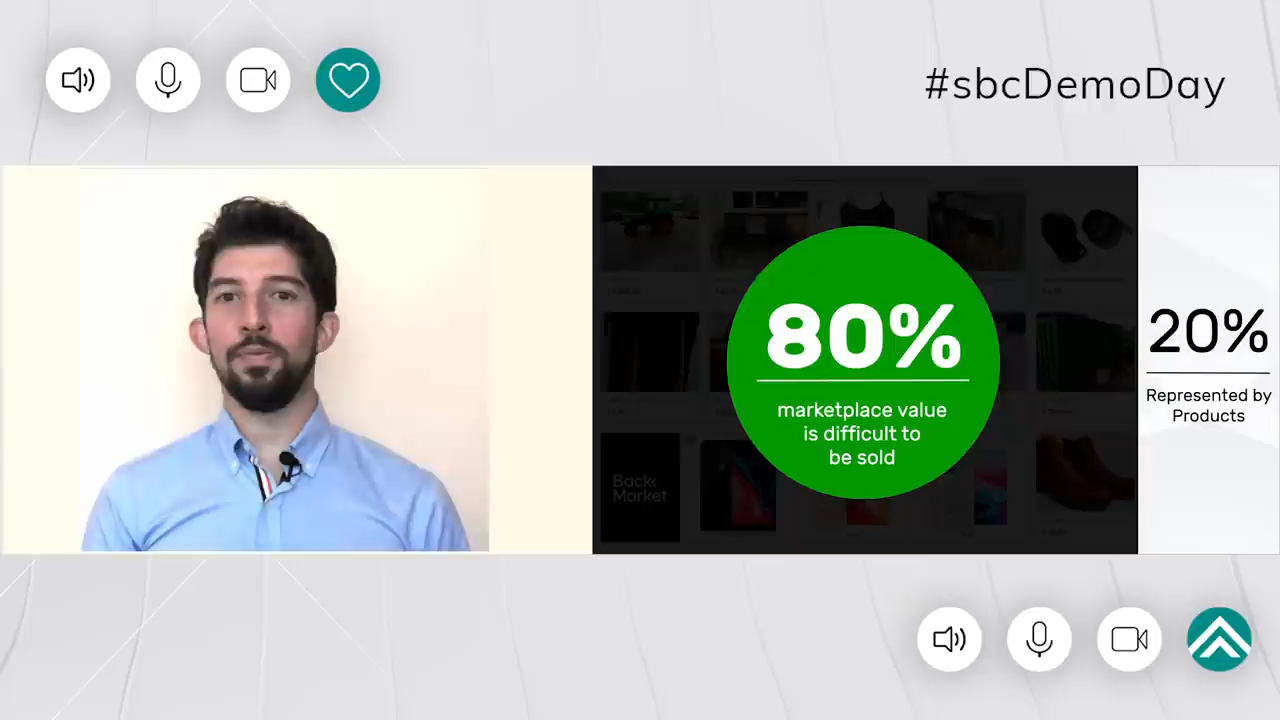 #sbcDemoDay
80%
marketplace value
is difficult to
be sold
20%
Represented by
Products
Back
Market